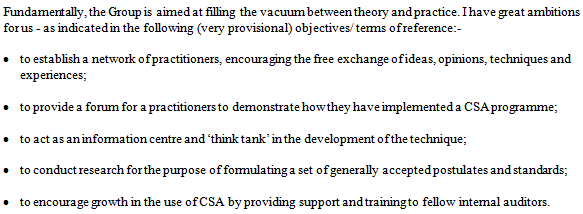 Fundamentally, the Group is aimed at filling the vacuum between theory and practice. I have great ambitions
for us - as indicated in the following (very provisional) objectives/ terms of reference:-
• to establish a network of practitioners, encouraging the free exchange of ideas, opinions, techniques and
experiences;
• to provide a forum for a practitioners to demonstrate how they have implemented a CSA programme;
• to act as an information centre and ‘think tank’ in the development of the technique;
• to conduct research for the purpose of formulating a set of generally accepted postulates and standards;
• to encourage growth in the use of CSA by providing support and training to fellow internal auditors.